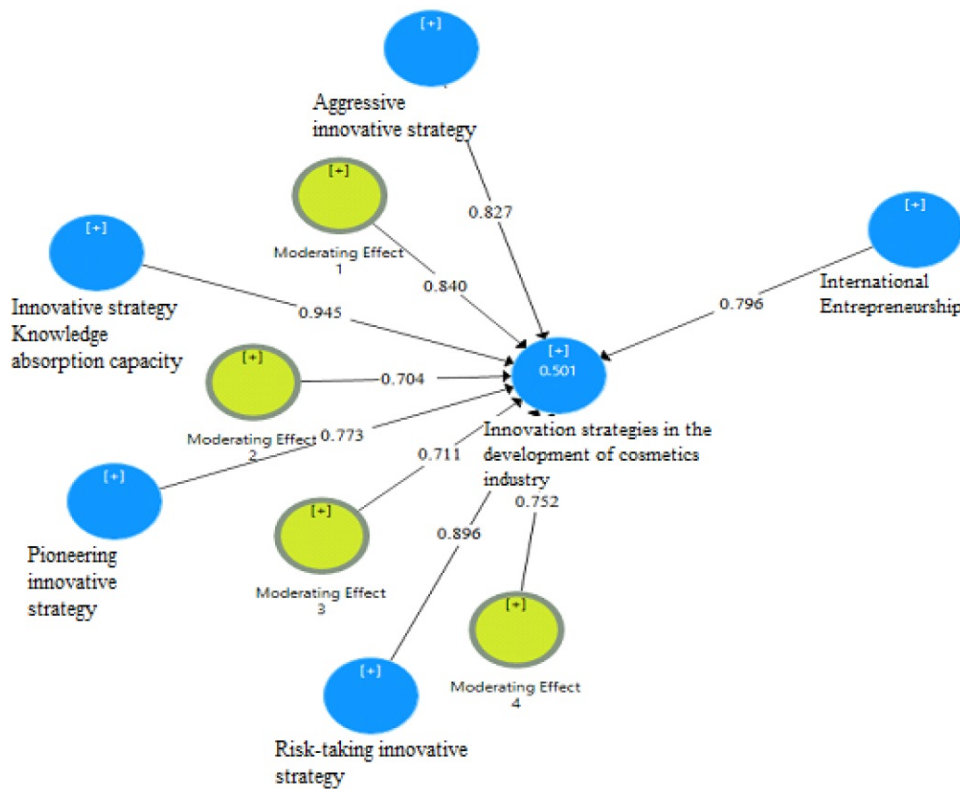 [+]
Aggressive
innovative strategy
[+]
Moderating Effect
1
[+]
Innovative strategy
Knowledge
absorption capacity
[+]
International
Entrepreneurship
0.827
0.840
0.945
0.796
[+]
0.501
Innovation strategies in the
development of cosmetics
industry
[+]
Moderating Effect
2
0.704
0.773
0.711
[+]
Pioneering
innovative
strategy
[+]
Moderating Effect
3
0.896
0.752
[+]
Moderating Effect
4
[+]
Risk-taking innovative
strategy